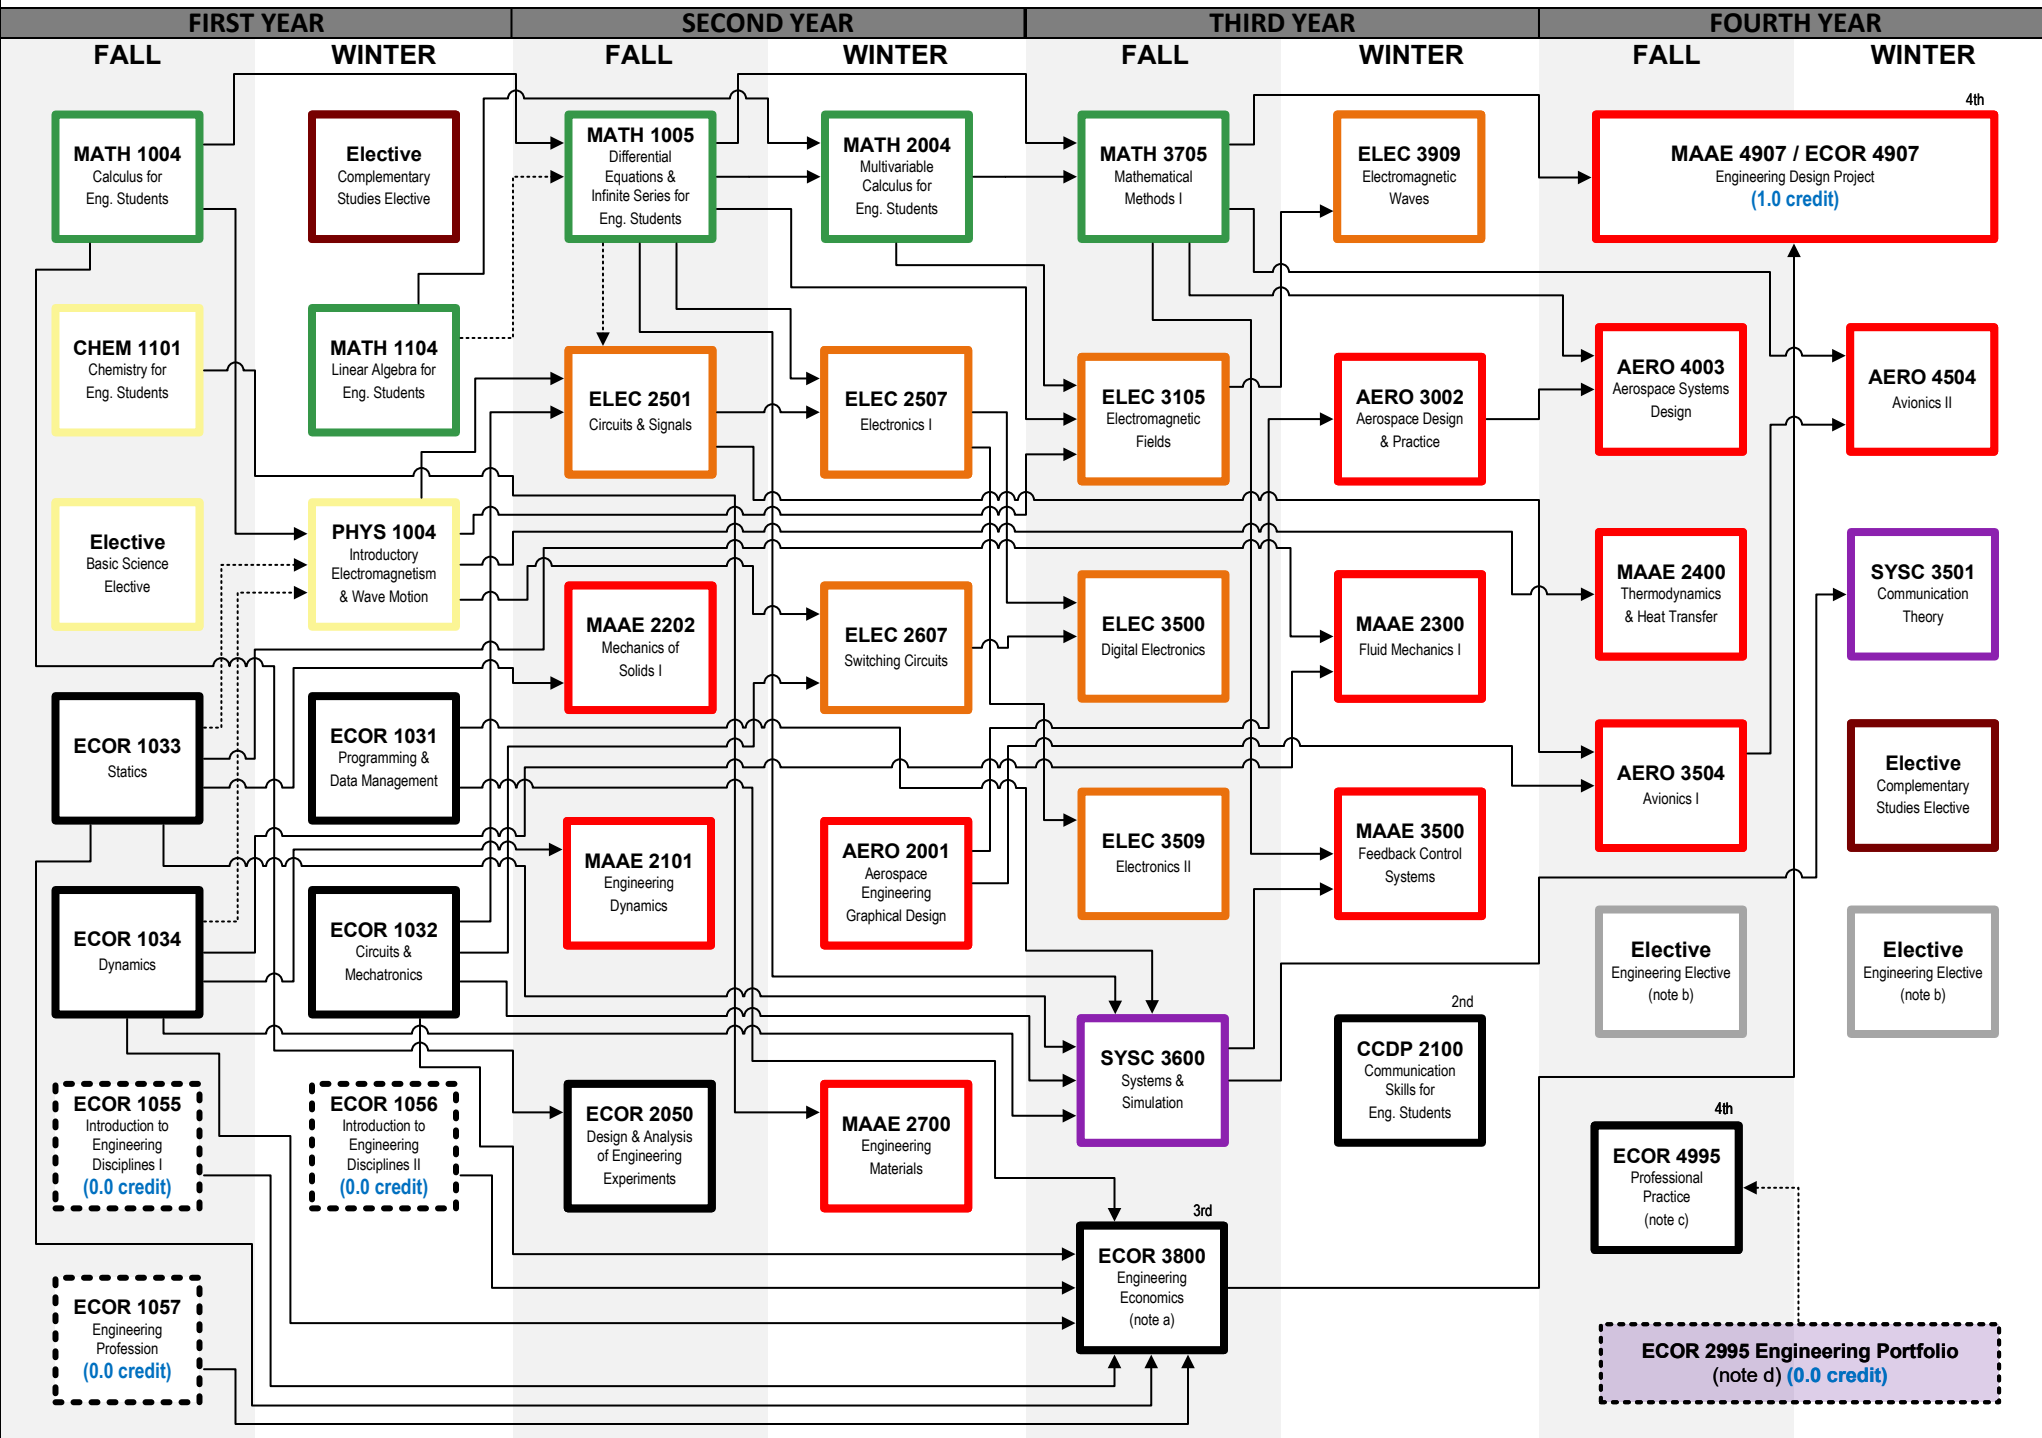 FIRST YEAR
SECOND YEAR
THIRD YEAR
FOURTH YEAR
FALL
WINTER
FALL
WINTER
FALL
WINTER
FALL
WINTER
MATH 1004
Calculus for
Eng. Students
CHEM 1101
Chemistry for
Eng. Students
Elective
Basic Science
Elective
ECOR 1033
Statics
ECOR 1034
Dynamics
ECOR 1055
Introduction to
Engineering
Disciplines I
(0.0 credit)
ECOR 1057
Engineering
Profession
(0.0 credit)
Elective
Complementary
Studies Elective
MATH 1104
Linear Algebra for
Eng. Students
PHYS 1004
Introductory
Electromagnetism
& Wave Motion
ECOR 1031
Programming &
Data Management
ECOR 1032
Circuits &
Mechatronics
ECOR 1056
Introduction to
Engineering
Disciplines II
(0.0 credit)
MATH 1005
Differential
Equations &
Infinite Series for
Eng. Students
ELEC 2501
Circuits & Signals
MAAE 2202
Mechanics of
Solids I
MAAE 2101
Engineering
Dynamics
ECOR 2050
Design & Analysis
of Engineering
Experiments
MATH 2004
Multivariable
Calculus for
Eng. Students
ELEC 2507
Electronics I
ELEC 2607
Switching Circuits
AERO 2001
Aerospace
Engineering
Graphical Design
MAAE 2700
Engineering
Materials
MATH 3705
Mathematical
Methods I
ELEC 3105
Electromagnetic
Fields
ELEC 3500
Digital Electronics
ELEC 3509
Electronics II
SYSC 3600
Systems &
Simulation
3rd
ECOR 3800
Engineering
Economics
(note a)
ELEC 3909
Electromagnetic
Waves
AERO 3002
Aerospace Design
& Practice
MAAE 2300
Fluid Mechanics I
MAAE 3500
Feedback Control
Systems
2nd
CCDP 2100
Communication
Skills for
Eng. Students
4th
MAAE 4907 / ECOR 4907
Engineering Design Project
(1.0 credit)
AERO 4003
Aerospace Systems
Design
MAAE 2400
Thermodynamics
& Heat Transfer
AERO 3504
Avionics I
Elective
Engineering Elective
(note b)
4th
ECOR 4995
Professional
Practice
(note c)
AERO 4504
Avionics II
SYSC 3501
Communication
Theory
Elective
Complementary
Studies Elective
Elective
Engineering Elective
(note b)
ECOR 2995 Engineering Portfolio
(note d) (0.0 credit)